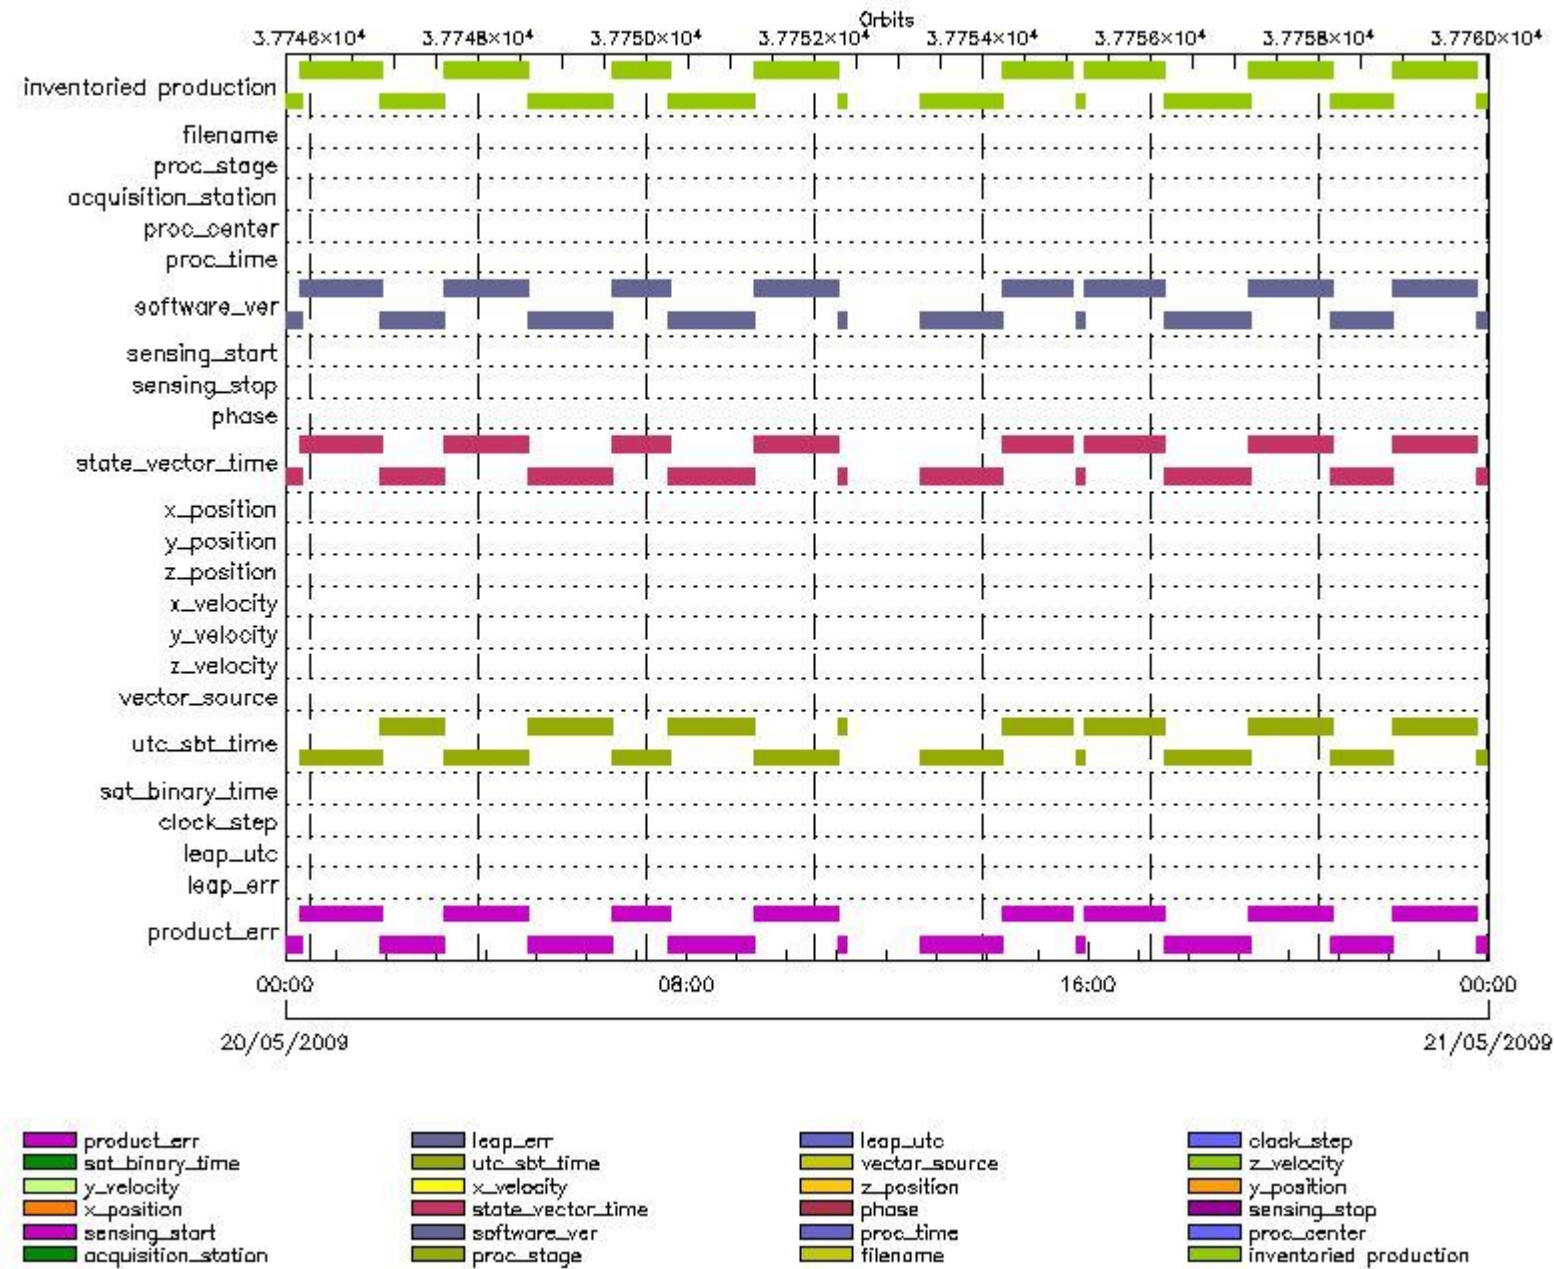 Orbits
3.7746×10⁴ 3.7748×10⁴ 3.7750×10⁴ 3.7752×10⁴ 3.7754×10⁴ 3.7756×10⁴ 3.7758×10⁴ 3.7760×10⁴
inventoried production
filename
proc_stage
acquisition_station
proc_center
proc_time
software_ver
sensing_start
sensing_stop
phase
state_vector_time
x_position
y_position
z_position
x_velocity
y_velocity
z_velocity
vector_source
utc_sbt_time
sat_binary_time
clock_step
leap_utc
leap_err
product_err
00:00 08:00 16:00 00:00
20/05/2009 21/05/2009
product_err leap_err leap_utc clock_step
sat_binary_time utc_sbt_time vector_source z_velocity
y_velocity x_velocity z_position y_position
x_position state_vector_time phase sensing_stop
sensing_start software_ver proc_time proc_center
acquisition_station proc_stage filename inventoried production